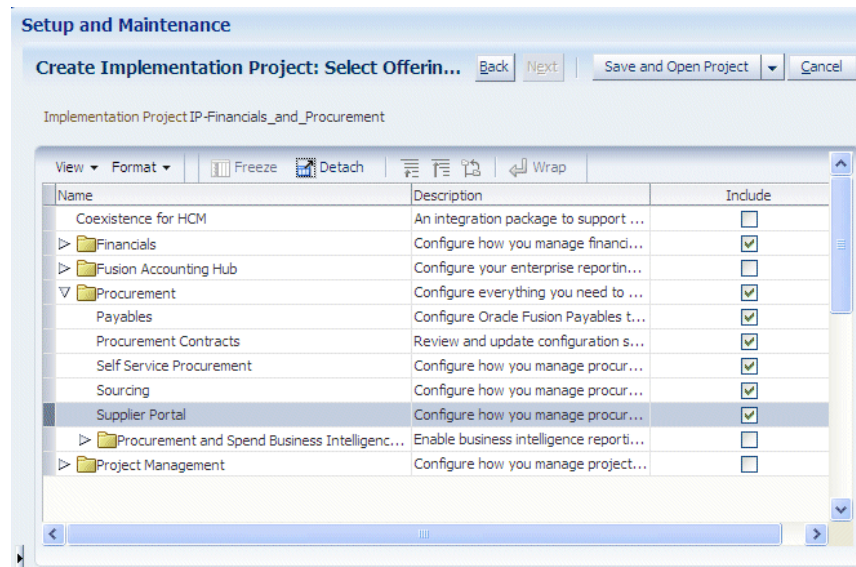 Setup and Maintenance
Create Implementation Project: Select Offerin... Back Next Save and Open Project Cancel
Implementation Project IP-Financials_and_Procurement
View Format Freeze Detach Wrap
Name Description Include
Coexistence for HCM An integration package to support ...
Financials Configure how you manage financi...
Fusion Accounting Hub Configure your enterprise reportin...
Procurement Configure everything you need to ...
Payables Configure Oracle Fusion Payables t...
Procurement Contracts Review and update configuration s...
Self Service Procurement Configure how you manage procur...
Sourcing Configure how you manage procur...
Supplier Portal Configure how you manage procur...
Procurement and Spend Business Intelligenc... Enable business intelligence reporti...
Project Management Configure how you manage project...